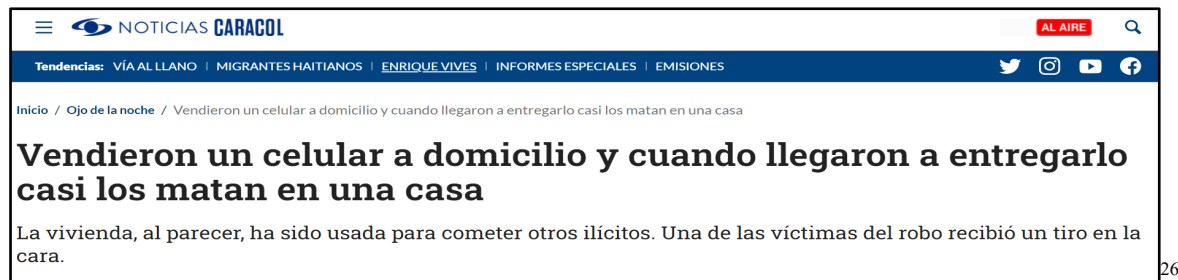 NOTICIAS CARACOL
AL AIRE
Tendencias: VÍA AL LLANO | MIGRANTES HAITIANOS | ENRIQUE VIVES | INFORMES ESPECIALES | EMISIONES
Inicio / Ojo de la noche / Vendieron un celular a domicilio y cuando llegaron a entregarlo casi los matan en una casa
Vendieron un celular a domicilio y cuando llegaron a entregarlo
casi los matan en una casa
La vivienda, al parecer, ha sido usada para cometer otros ilícitos. Una de las víctimas del robo recibió un tiro en la
cara.
26